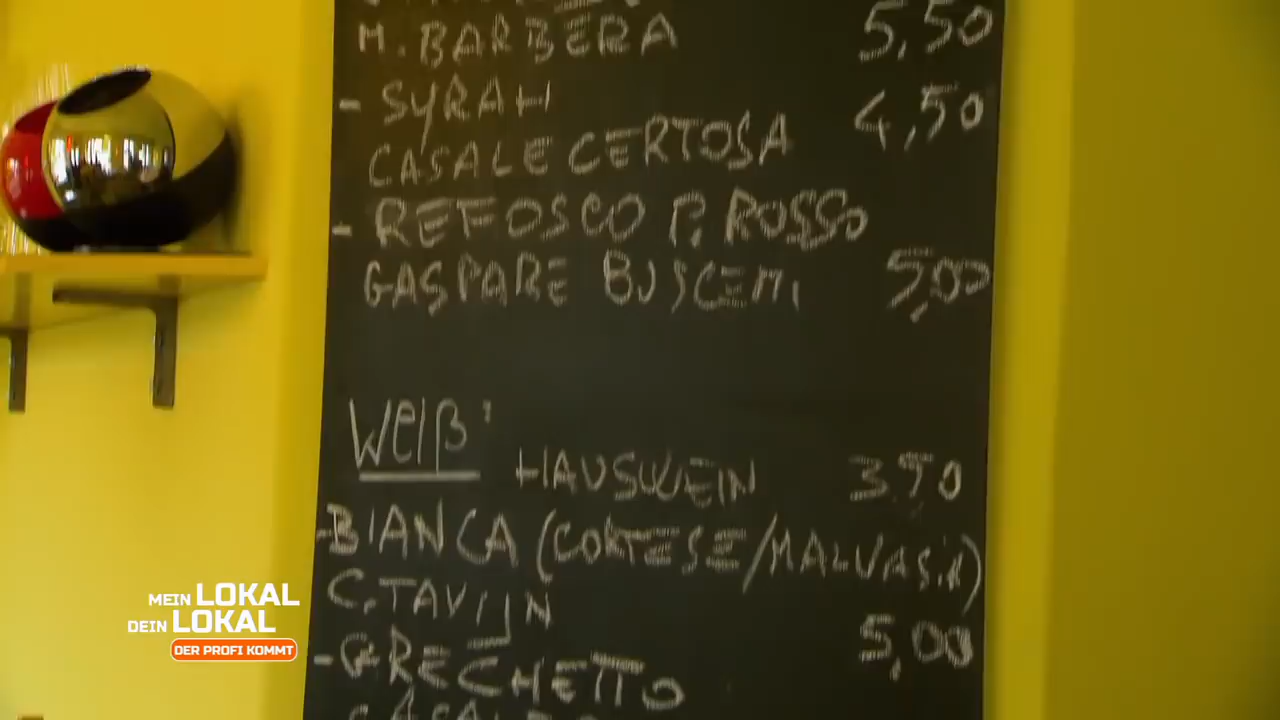 M. BARBERA 5,50
- SYRAH
CASALE CERTOSA 4,50
- REFOSCO P. ROSSO
GASPARE BUSCEMI 5,00
Weiß:
HAUSWEIN 3,50
- BIANCA (CORTESE/MALVASIA)
C. TAVIJN 5,00
- GRECHETTO
MEIN LOKAL
DEIN LOKAL
DER PROFI KOMMT